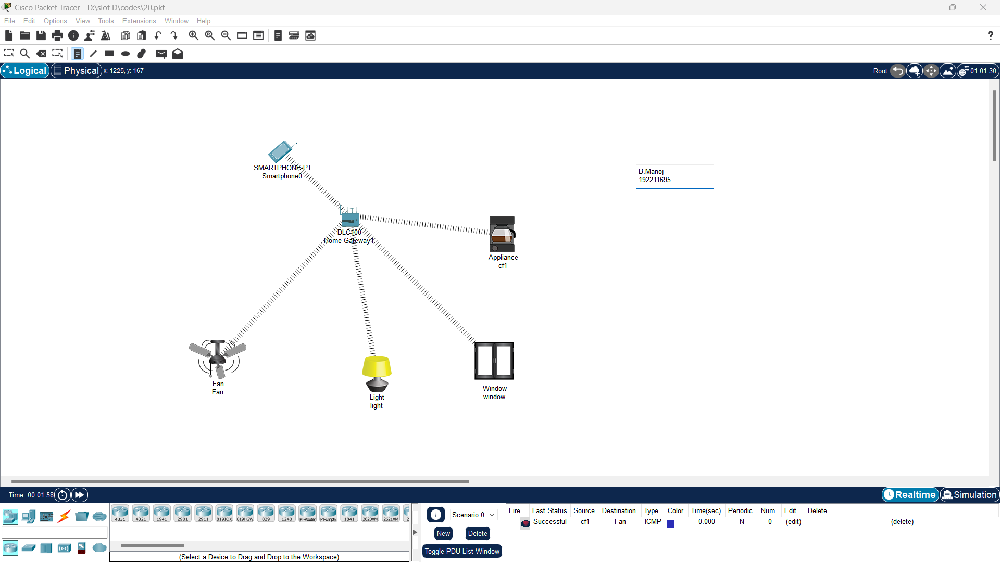 Cisco Packet Tracer - D:\slot D\codes\20.pkt
File Edit Options View Tools Extensions Window Help
?
Logical Physical x: 1225, y: 167 Root 01:01:30
SMARTPHONE-PT
Smartphone0
B.Manoj
192211695
DLC100
Home Gateway1
Appliance
cf1
Fan
Fan
Light
light
Window
window
Time: 00:01:58 Realtime Simulation
4331 4321 1941 2901 2911 819IOX 819HGW 829 1240 PT-Router PT-Empty 1841 2620XM 2621XM 2
(Select a Device to Drag and Drop to the Workspace)
Scenario 0
New Delete
Toggle PDU List Window
Fire Last Status Source Destination Type Color Time(sec) Periodic Num Edit Delete
Successful cf1 Fan ICMP 0.000 N 0 (edit) (delete)